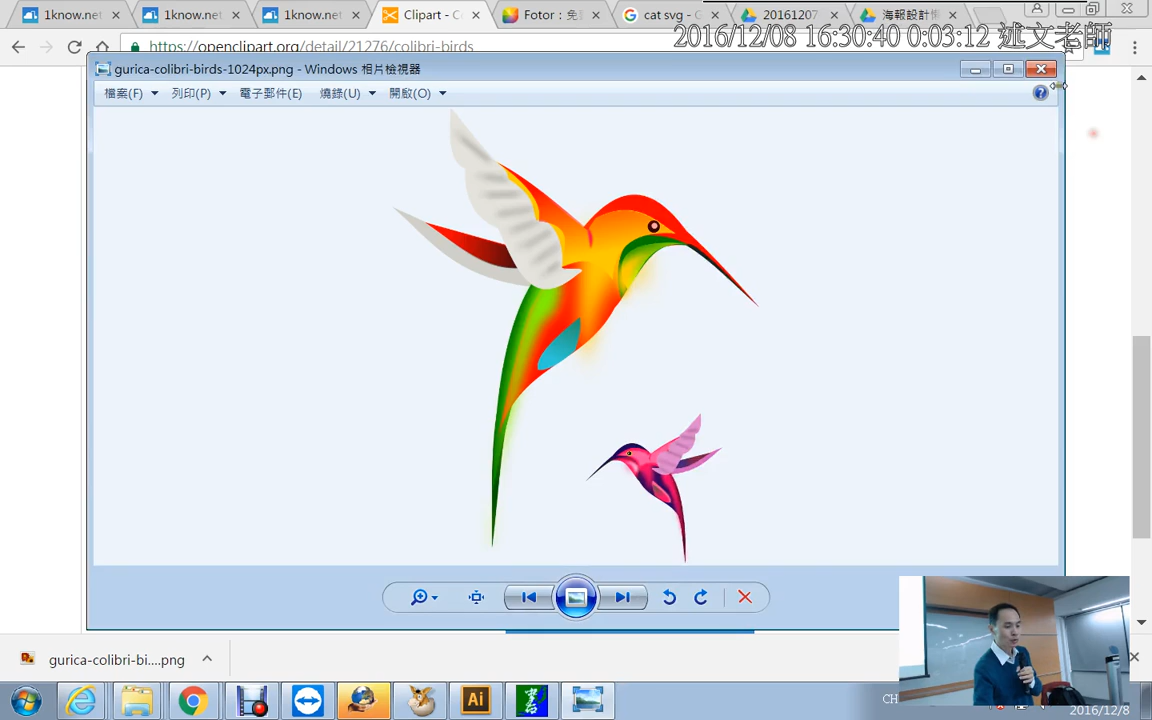 1know.net
1know.net
1know.net
Clipart - C
Fotor : 免
cat svg - G
20161207
海報設計
https://openclipart.org/detail/21276/colibri-birds
2016/12/08 16:30:40 0:03:12 述文老師
gurica-colibri-birds-1024px.png - Windows 相片檢視器
檔案(F) 列印(P) 電子郵件(E) 燒錄(U) 開啟(O)
gurica-colibri-bi....png
Ai
CH
2016/12/8